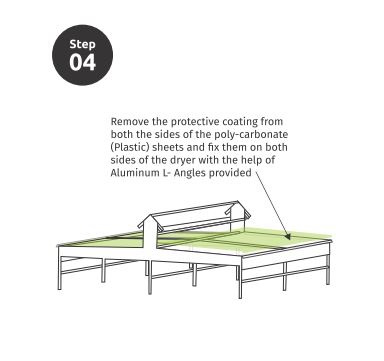 Step
04
Remove the protective coating from
both the sides of the poly-carbonate
(Plastic) sheets and fix them on both
sides of the dryer with the help of
Aluminum L- Angles provided